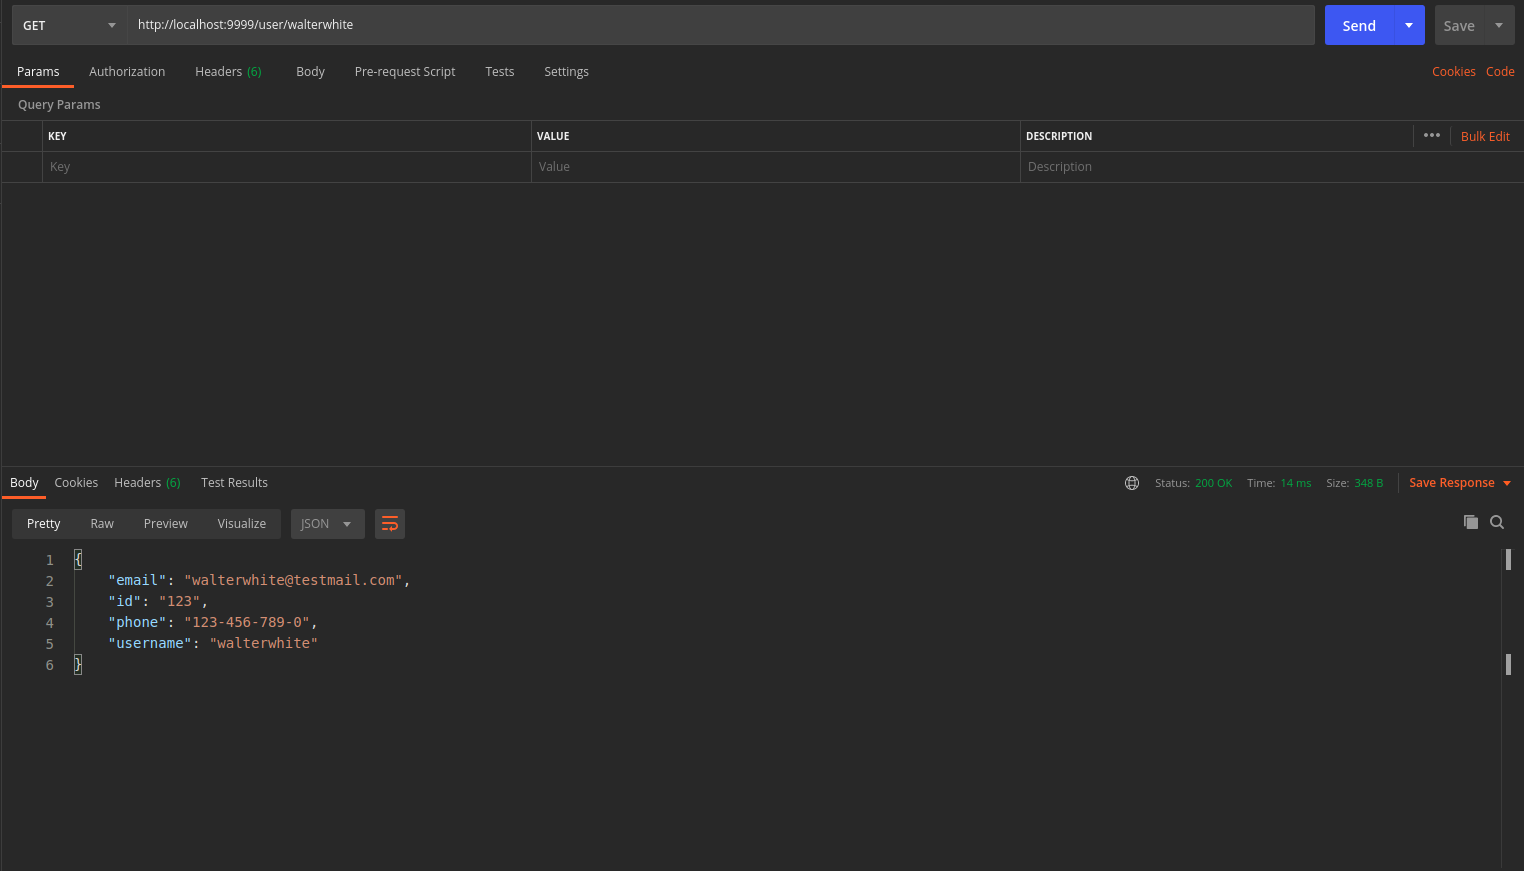 GET http://localhost:9999/user/walterwhite Send Save
Params Authorization Headers (6) Body Pre-request Script Tests Settings Cookies Code
Query Params
KEY VALUE DESCRIPTION ••• Bulk Edit
Key Value Description
Body Cookies Headers (6) Test Results Status: 200 OK Time: 14 ms Size: 348 B Save Response
Pretty Raw Preview Visualize JSON
1 {
2 "email": "walterwhite@testmail.com",
3 "id": "123",
4 "phone": "123-456-789-0",
5 "username": "walterwhite"
6 }